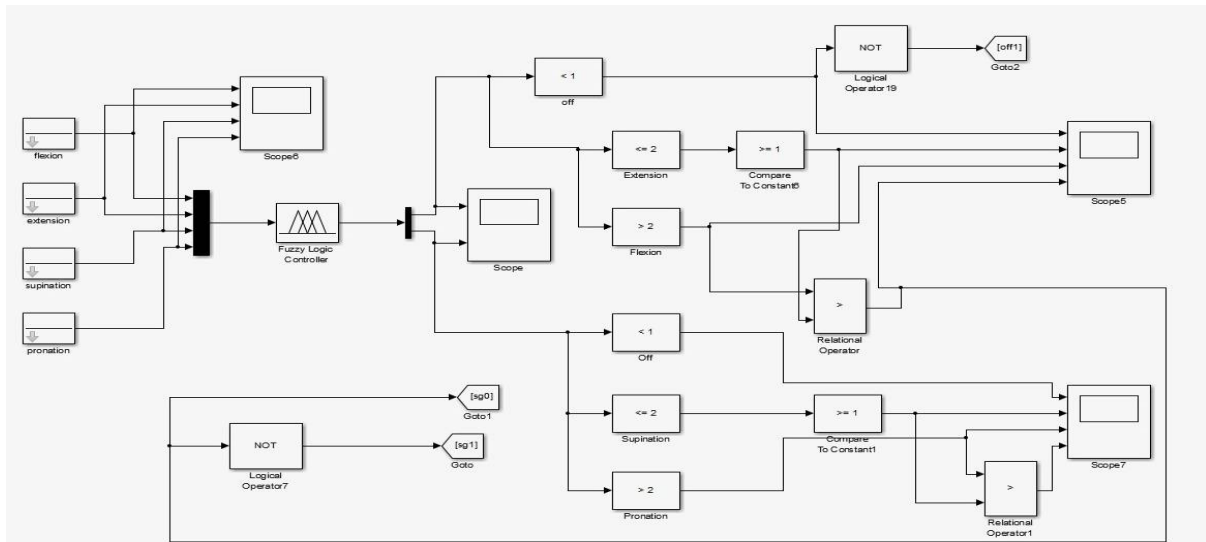 NOT
Logical
Operator19
[off1]
Goto2
< 1
off
flexion
Scope6
<= 2
Extension
>= 1
Compare
To Constant6
Scope5
extension
Fuzzy Logic
Controller
Scope
> 2
Flexion
supination
>
Relational
Operator
pronation
< 1
Off
[sg0]
Goto1
<= 2
Supination
>= 1
Compare
To Constant1
Scope7
NOT
Logical
Operator7
[sg1]
Goto
> 2
Pronation
>
Relational
Operator1